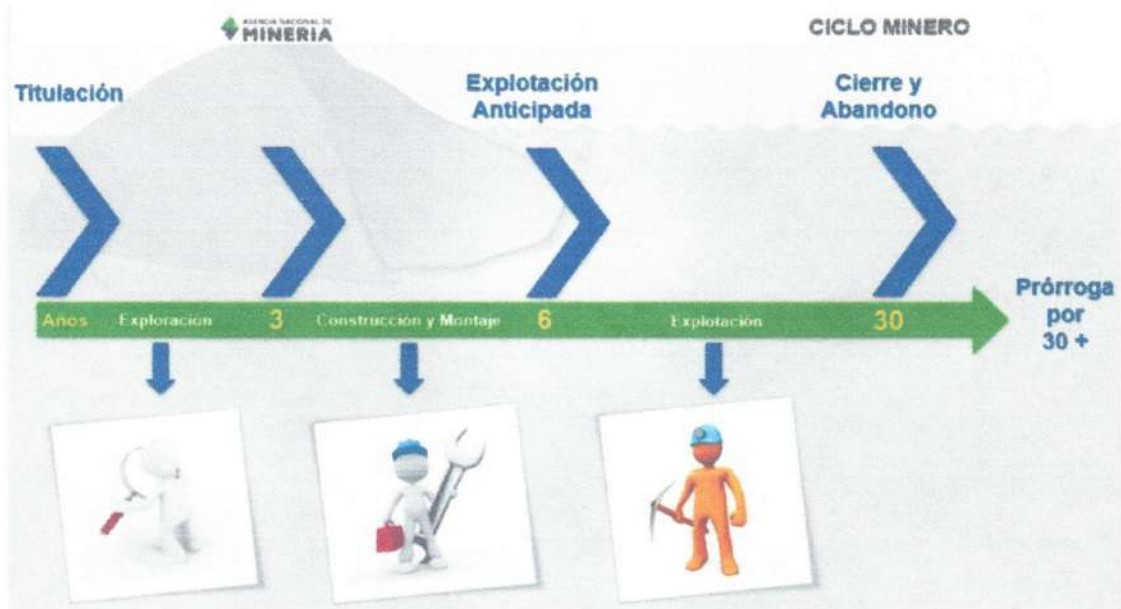 AGENCIA NACIONAL DE
MINERIA
CICLO MINERO
Titulación
Explotación
Anticipada
Cierre y
Abandono
Años Exploracion 3 Construcción y Montaje 6 Explotación 30
Prórroga
por
30 +